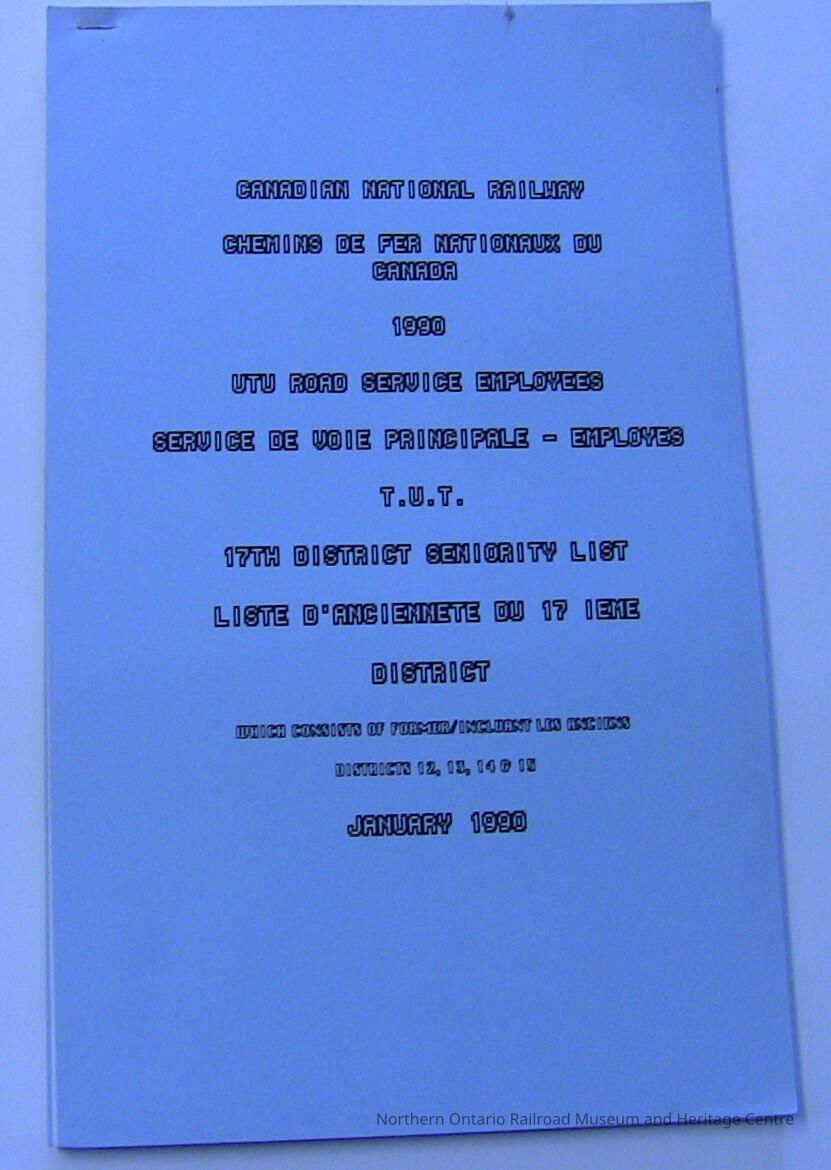 CANADIAN NATIONAL RAILWAY
CHEMINS DE FER NATIONAUX DU
CANADA
1990
UTU ROAD SERVICE EMPLOYEES
SERVICE DE VOIE PRINCIPALE - EMPLOYES
T.U.T.
17TH DISTRICT SENIORITY LIST
LISTE D'ANCIENNETE DU 17 IEME
DISTRICT
WHICH CONSISTS OF FORMER/INCLUANT LES ANCIENS
DISTRICTS 12, 13, 14 & 15
JANUARY 1990
Northern Ontario Railroad Museum and Heritage Centre